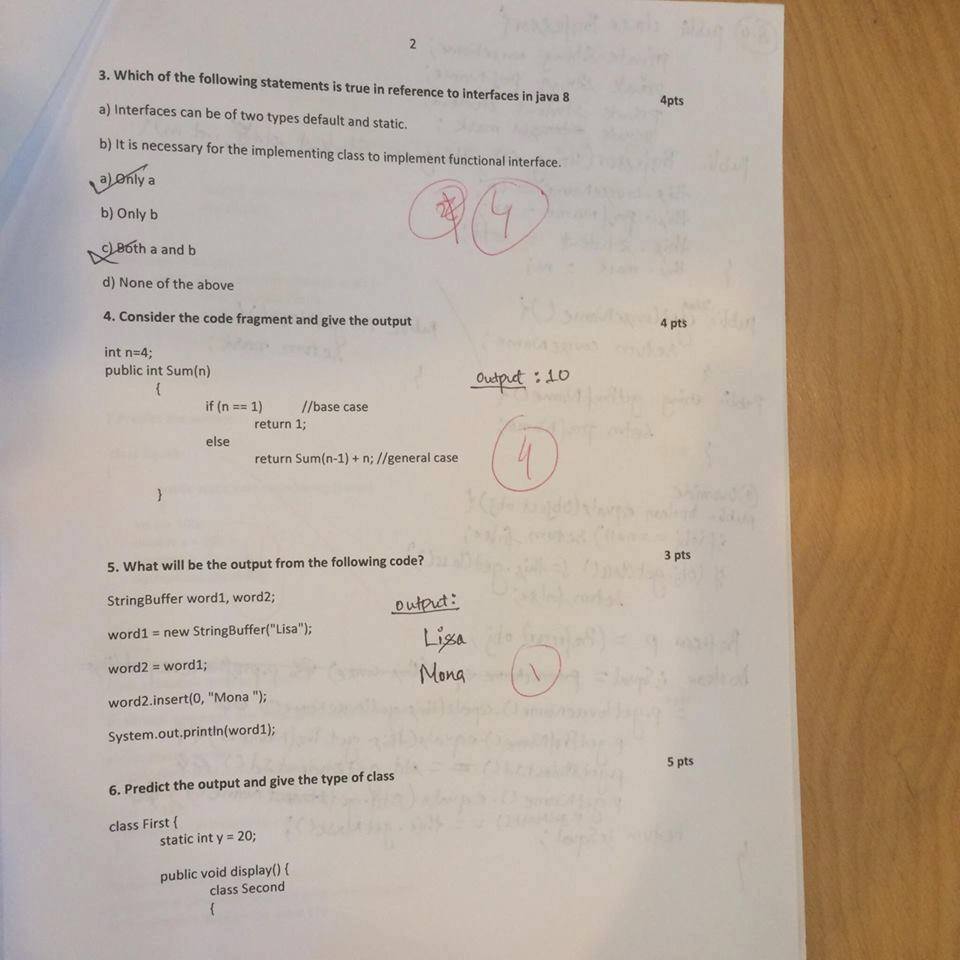 2
3. Which of the following statements is true in reference to interfaces in java 8 4pts
a) Interfaces can be of two types default and static.
b) It is necessary for the implementing class to implement functional interface.
a) Only a
b) Only b
4
c) Both a and b
d) None of the above
4. Consider the code fragment and give the output 4 pts
int n=4;
public int Sum(n)
Output : 10
{
if (n == 1) //base case
return 1;
else
return Sum(n-1) + n; //general case
4
}
5. What will be the output from the following code? 3 pts
StringBuffer word1, word2;
output:
word1 = new StringBuffer("Lisa");
Lisa
word2 = word1;
Mona
1
word2.insert(0, "Mona ");
System.out.println(word1);
6. Predict the output and give the type of class 5 pts
class First {
static int y = 20;
public void display() {
class Second
{